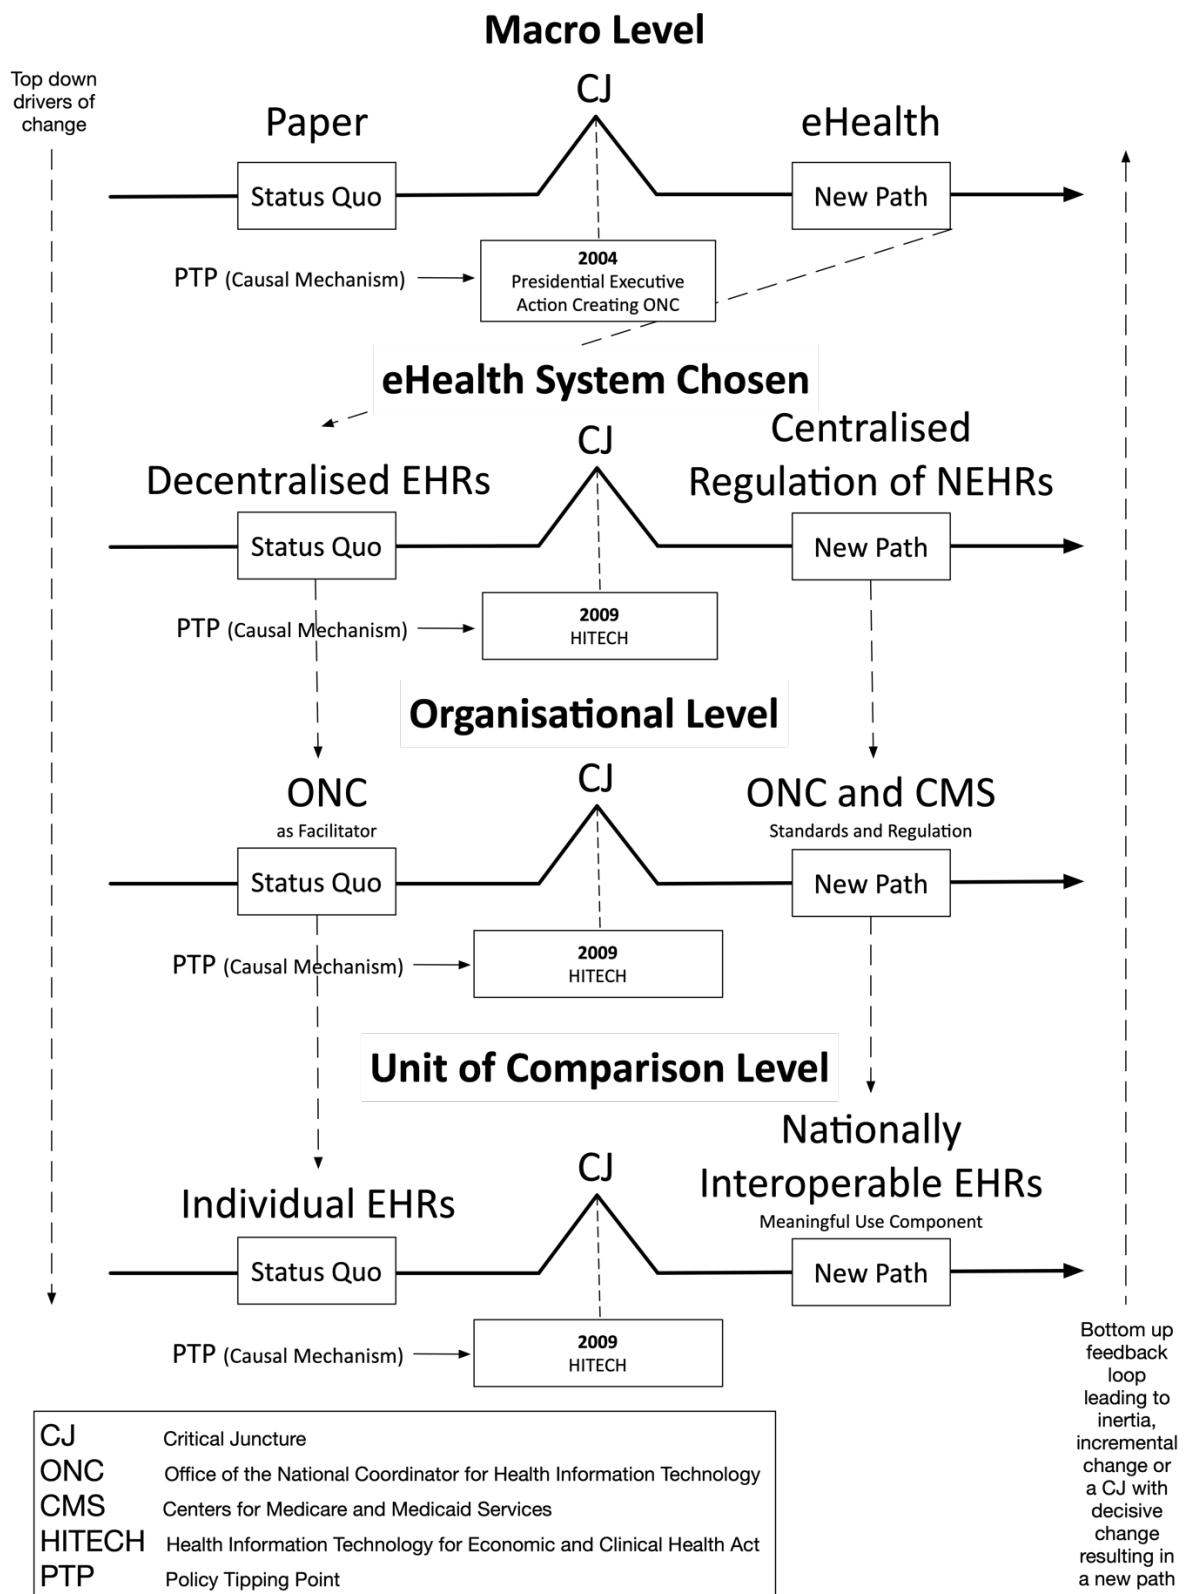 Macro Level
Top down
drivers of
change
CJ
Paper
eHealth
Status Quo
New Path
PTP (Causal Mechanism)
2004
Presidential Executive
Action Creating ONC
eHealth System Chosen
CJ
Decentralised EHRs
Centralised
Regulation of NEHRs
Status Quo
New Path
PTP (Causal Mechanism)
2009
HITECH
Organisational Level
CJ
ONC
as Facilitator
ONC and CMS
Standards and Regulation
Status Quo
New Path
PTP (Causal Mechanism)
2009
HITECH
Unit of Comparison Level
CJ
Individual EHRs
Nationally
Interoperable EHRs
Meaningful Use Component
Status Quo
New Path
PTP (Causal Mechanism)
2009
HITECH
Bottom up
feedback
loop
leading to
inertia,
incremental
change or
a CJ with
decisive
change
resulting in
a new path
CJ Critical Juncture
ONC Office of the National Coordinator for Health Information Technology
CMS Centers for Medicare and Medicaid Services
HITECH Health Information Technology for Economic and Clinical Health Act
PTP Policy Tipping Point